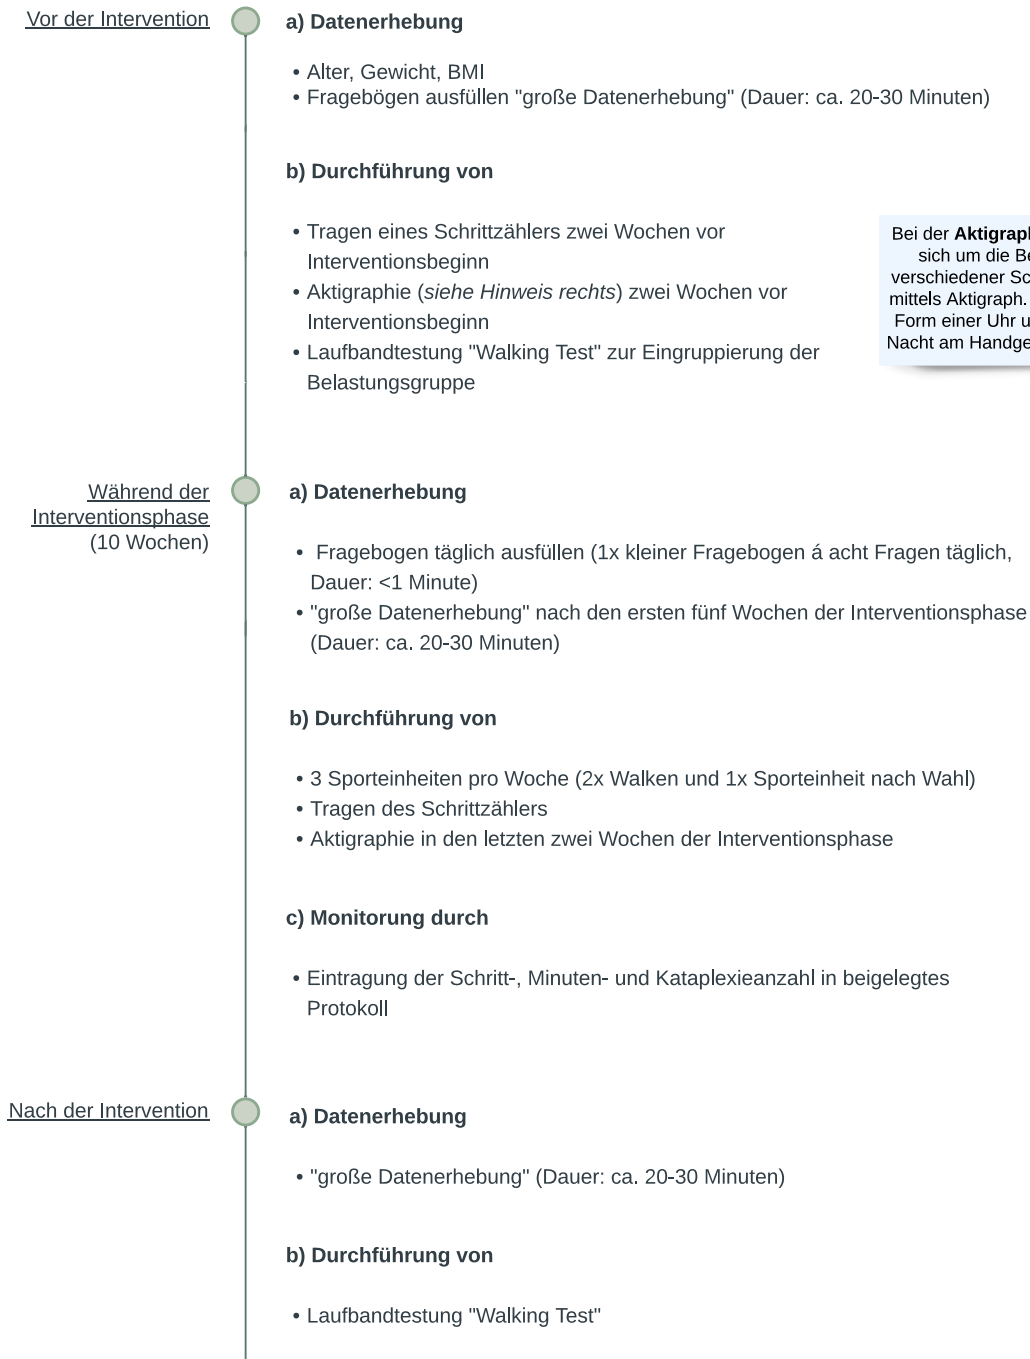 Vor der Intervention
a) Datenerhebung
• Alter, Gewicht, BMI
• Fragebögen ausfüllen "große Datenerhebung" (Dauer: ca. 20-30 Minuten)
b) Durchführung von
• Tragen eines Schrittzählers zwei Wochen vor
Interventionsbeginn
• Aktigraphie (siehe Hinweis rechts) zwei Wochen vor
Interventionsbeginn
• Laufbandtestung "Walking Test" zur Eingruppierung der
Belastungsgruppe
Bei der
sich um die
verschiedener
mittels Aktigraph.
Form einer Uhr
Nacht am
Während der
Interventionsphase
(10 Wochen)
a) Datenerhebung
• Fragebogen täglich ausfüllen (1x kleiner Fragebogen á acht Fragen täglich,
Dauer: <1 Minute)
• "große Datenerhebung" nach den ersten fünf Wochen der Interventionsphase
(Dauer: ca. 20-30 Minuten)
b) Durchführung von
• 3 Sporteinheiten pro Woche (2x Walken und 1x Sporteinheit nach Wahl)
• Tragen des Schrittzählers
• Aktigraphie in den letzten zwei Wochen der Interventionsphase
c) Monitorung durch
• Eintragung der Schritt-, Minuten- und Kataplexieanzahl in beigelegtes
Protokoll
Nach der Intervention
a) Datenerhebung
• "große Datenerhebung" (Dauer: ca. 20-30 Minuten)
b) Durchführung von
• Laufbandtestung "Walking Test"